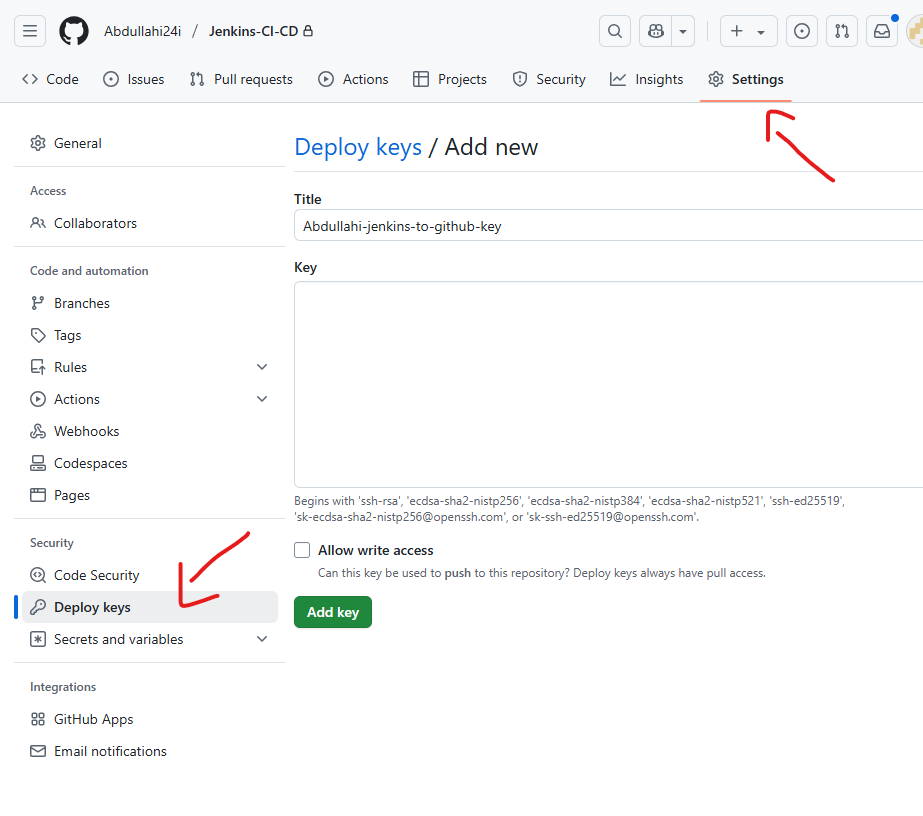 Abdullahi24i / Jenkins-CI-CD
Code Issues Pull requests Actions Projects Security Insights Settings
General
Access
Collaborators
Code and automation
Branches
Tags
Rules
Actions
Webhooks
Codespaces
Pages
Security
Code Security
Deploy keys
Secrets and variables
Integrations
GitHub Apps
Email notifications
Deploy keys / Add new
Title
Abdullahi-jenkins-to-github-key
Key
Begins with 'ssh-rsa', 'ecdsa-sha2-nistp256', 'ecdsa-sha2-nistp384', 'ecdsa-sha2-nistp521', 'ssh-ed25519',
'sk-ecdsa-sha2-nistp256@openssh.com', or 'sk-ssh-ed25519@openssh.com'.
Allow write access
Can this key be used to push to this repository? Deploy keys always have pull access.
Add key